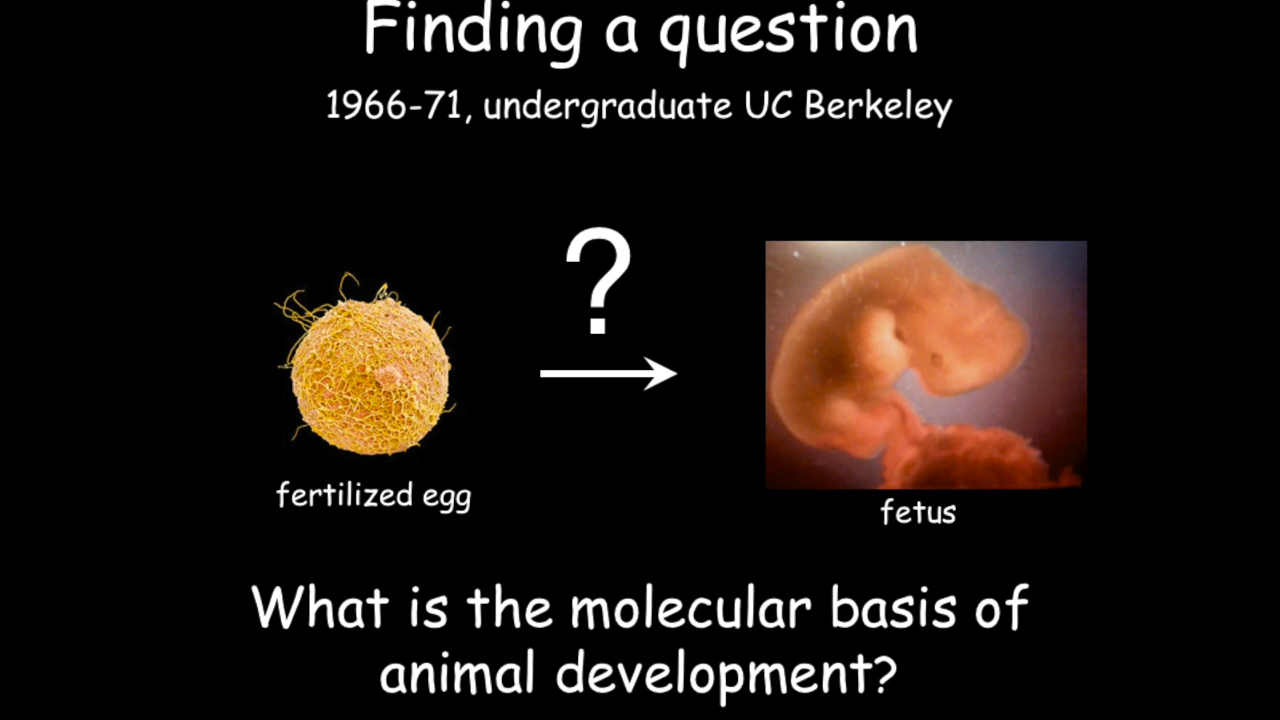 Finding a question
1966-71, undergraduate UC Berkeley
?
fertilized egg
fetus
What is the molecular basis of
animal development?